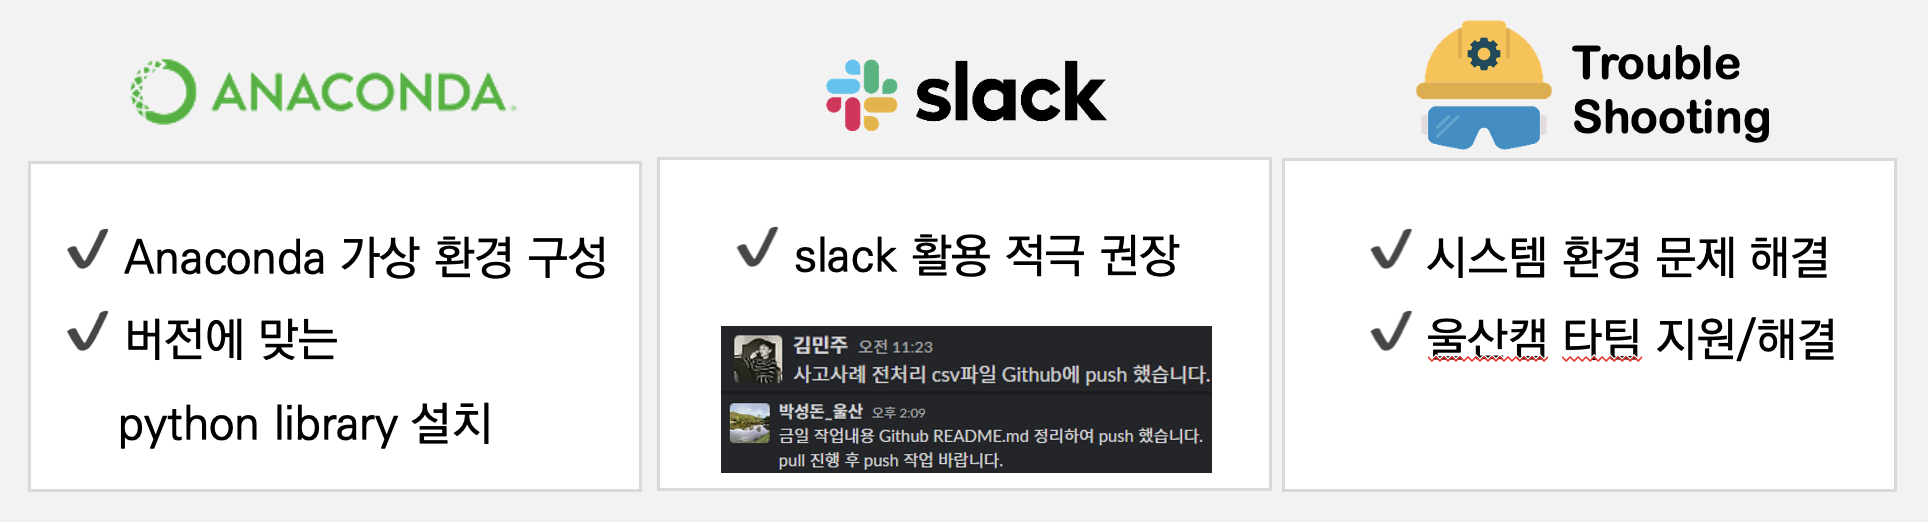 ANACONDA.
✔ Anaconda 가상 환경 구성
✔ 버전에 맞는
python library 설치
slack
✔ slack 활용 적극 권장
김민주 오전 11:23
사고사례 전처리 csv파일 Github에 push 했습니다.
박성돈_울산 오후 2:09
금일 작업내용 Github README.md 정리하여 push 했습니다.
pull 진행 후 push 작업 바랍니다.
Trouble
Shooting
✔ 시스템 환경 문제 해결
✔ 울산캠 타팀 지원/해결